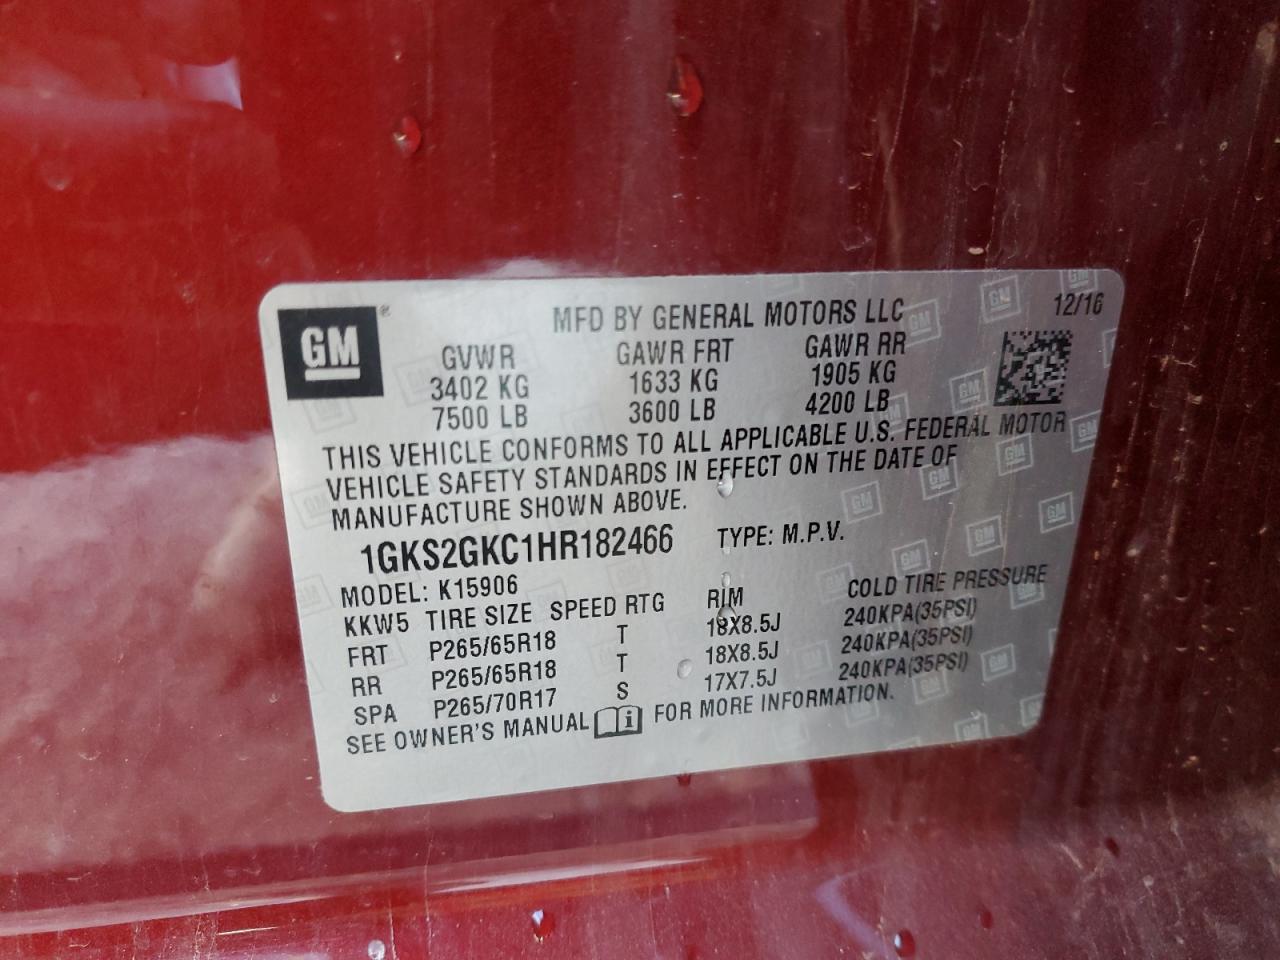 GM ®
MFD BY GENERAL MOTORS LLC 12/16
GVWR GAWR FRT GAWR RR
3402 KG 1633 KG 1905 KG
7500 LB 3600 LB 4200 LB
THIS VEHICLE CONFORMS TO ALL APPLICABLE U.S. FEDERAL MOTOR
VEHICLE SAFETY STANDARDS IN EFFECT ON THE DATE OF
MANUFACTURE SHOWN ABOVE.
1GKS2GKC1HR182466 TYPE: M.P.V.
MODEL: K15906
KKW5 TIRE SIZE SPEED RTG RIM COLD TIRE PRESSURE
FRT P265/65R18 T 18X8.5J 240KPA(35PSI)
RR P265/65R18 T 18X8.5J 240KPA(35PSI)
SPA P265/70R17 S 17X7.5J 240KPA(35PSI)
SEE OWNER'S MANUAL FOR MORE INFORMATION.